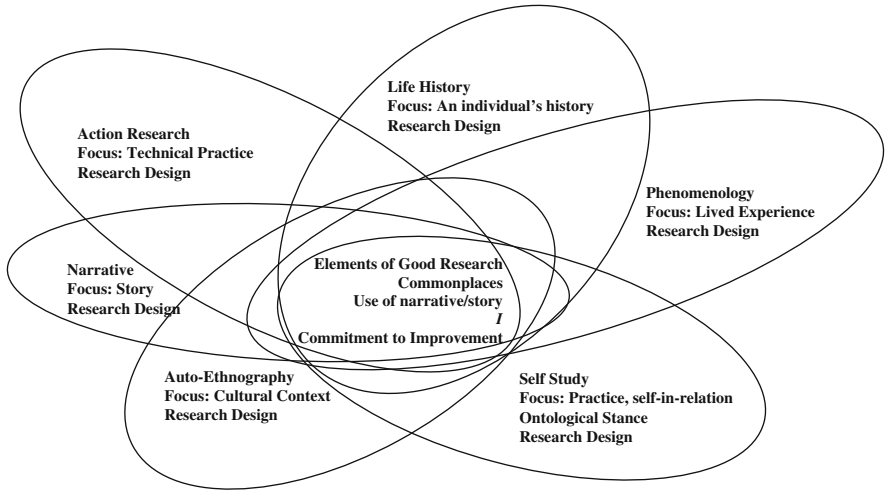 Life History
Focus: An individual's history
Research Design
Action Research
Focus: Technical Practice
Research Design
Phenomenology
Focus: Lived Experience
Research Design
Narrative
Focus: Story
Research Design
Elements of Good Research
Commonplaces
Use of narrative/story
I
Commitment to Improvement
Auto-Ethnography
Focus: Cultural Context
Research Design
Self Study
Focus: Practice, self-in-relation
Ontological Stance
Research Design